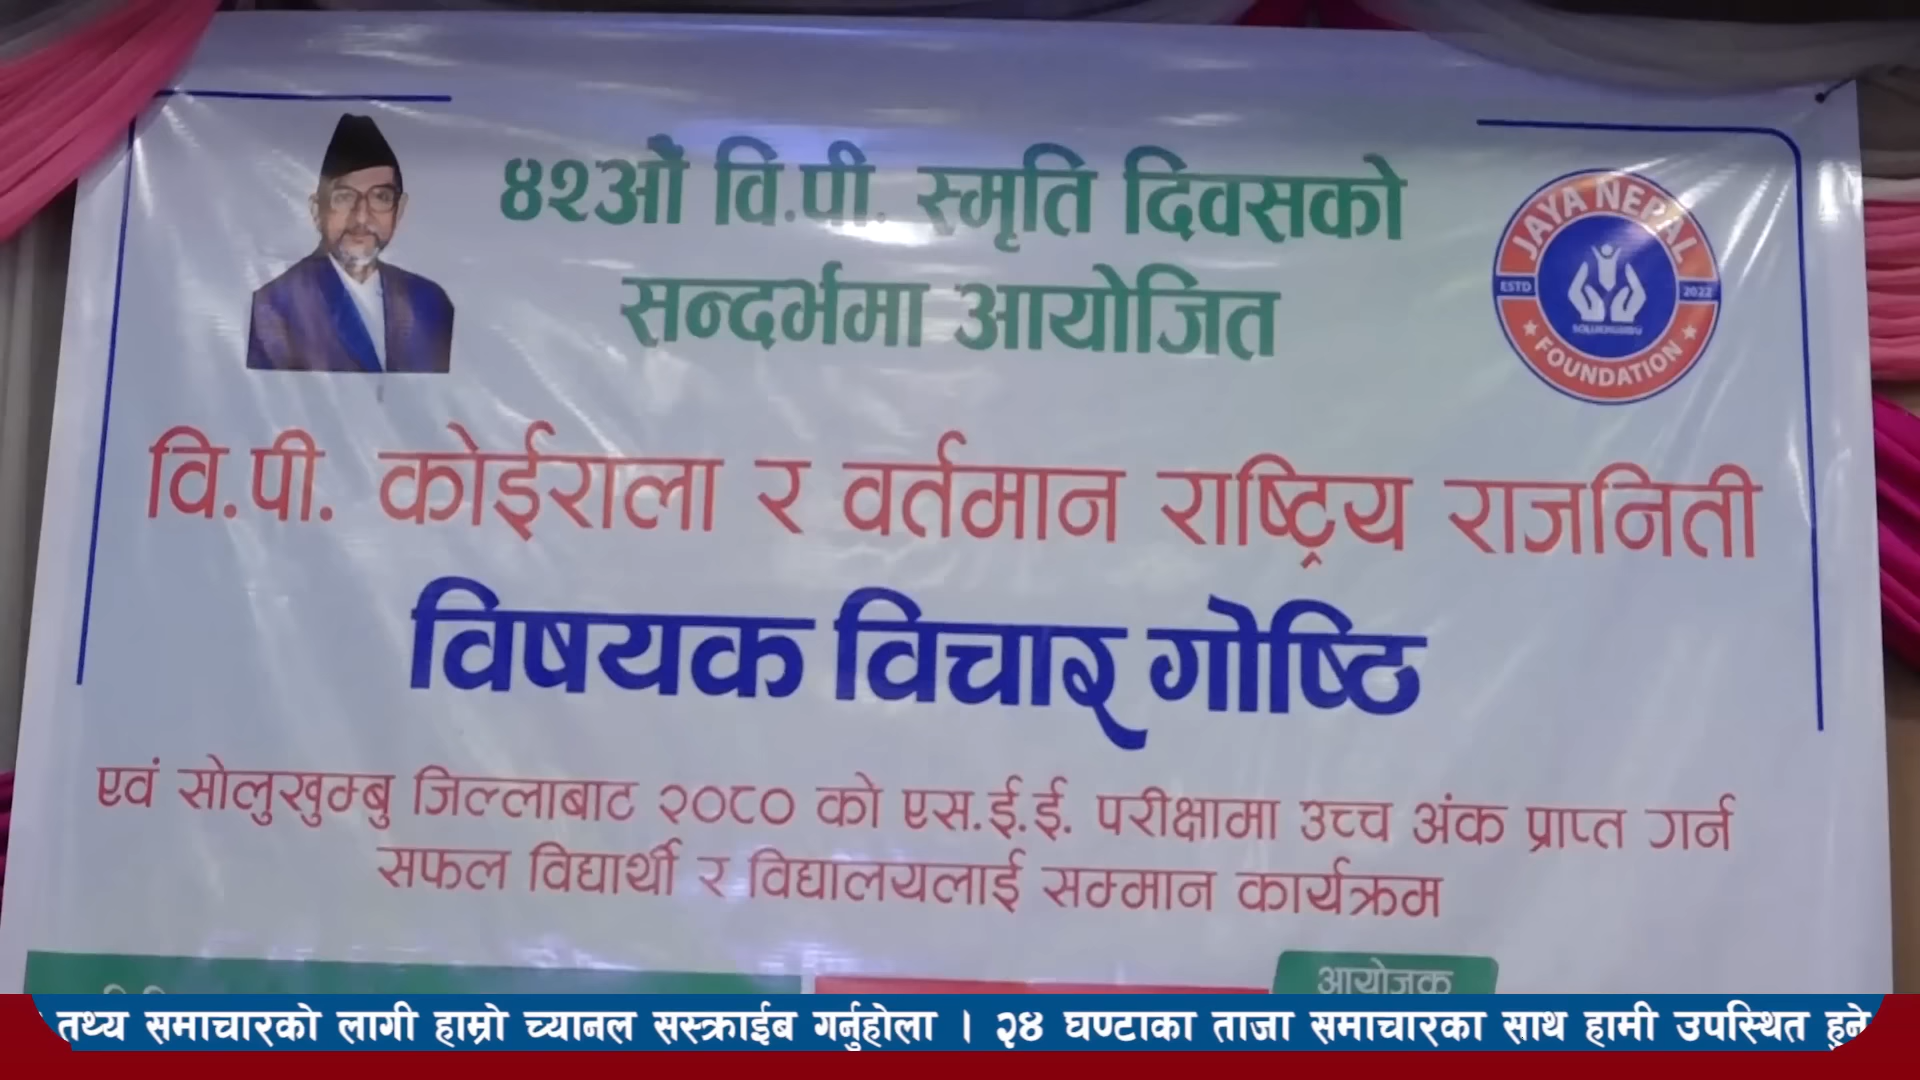 ४२औं वि.पी. स्मृति दिवसको
सन्दर्भमा आयोजित
JAYA NEPAL
ESTD 2022
SOLUKHUMBU
FOUNDATION
वि.पी. कोईराला र वर्तमान राष्ट्रिय राजनिती
विषयक विचार गोष्ठि
एवं सोलुखुम्बु जिल्लाबाट २०८० को एस.ई.ई. परीक्षामा उच्च अंक प्राप्त गर्न
सफल विद्यार्थी र विद्यालयलाई सम्मान कार्यक्रम
आयोजक
तथ्य समाचारको लागी हाम्रो च्यानल सस्क्राईब गर्नुहोला । २४ घण्टाका ताजा समाचारका साथ हामी उपस्थित हुने